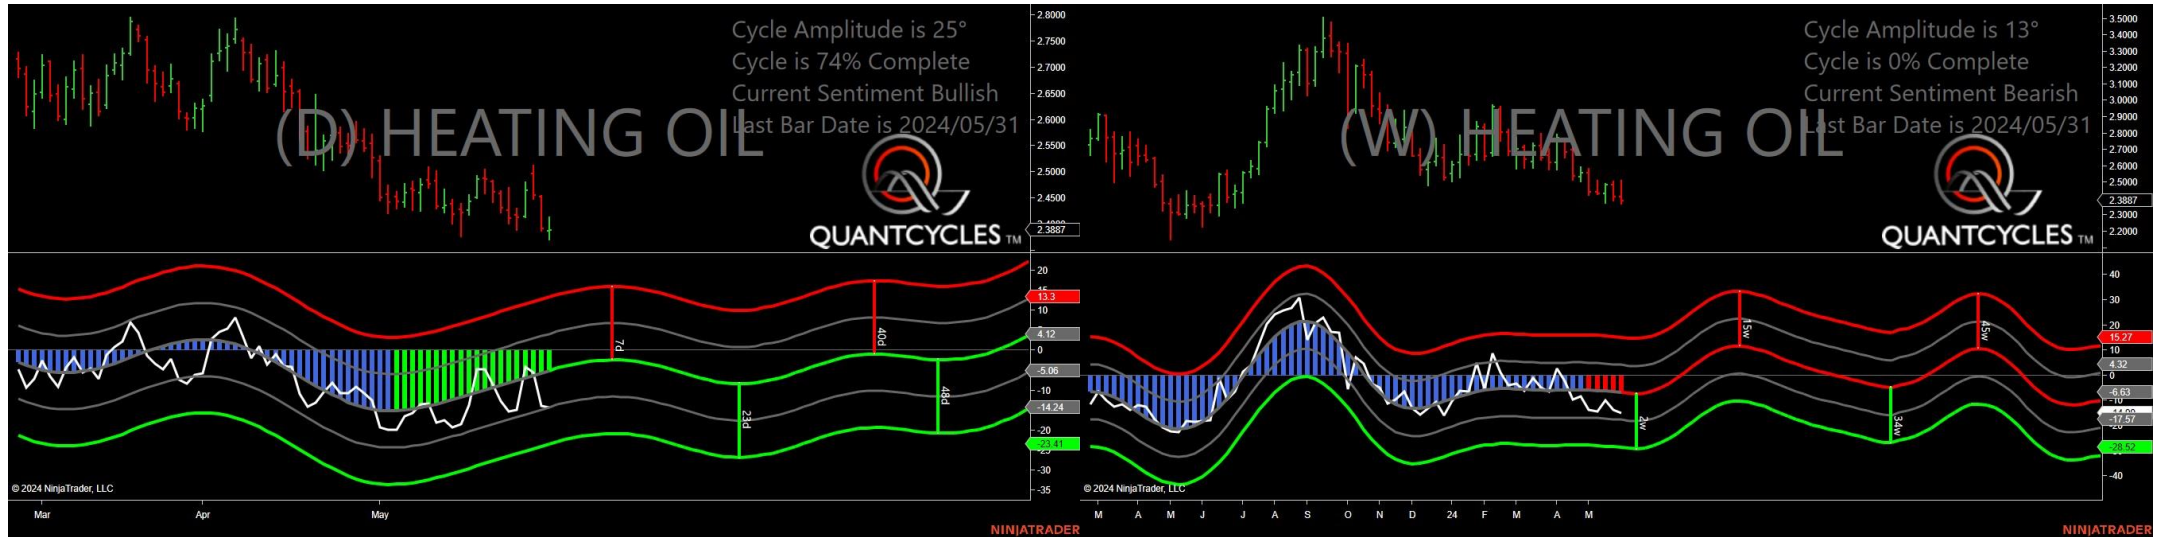 Cycle Amplitude is 25°
Cycle is 74% Complete
Current Sentiment Bullish
Last Bar Date is 2024/05/31
(D) HEATING OIL
QUANTCYCLES TM
2.8000
2.7500
2.7000
2.6500
2.6000
2.5500
2.5000
2.4500
2.3887
20
13.3
10
4.12
0
-5.06
-10
-14.24
-20
-23.41
-30
-35
7d
23d
40d
48d
© 2024 NinjaTrader, LLC
Mar Apr May
NINJATRADER
Cycle Amplitude is 13°
Cycle is 0% Complete
Current Sentiment Bearish
Last Bar Date is 2024/05/31
(W) HEATING OIL
QUANTCYCLES TM
3.5000
3.4000
3.3000
3.2000
3.1000
3.0000
2.9000
2.8000
2.7000
2.6000
2.5000
2.3887
2.3000
2.2000
40
30
20
15.27
10
4.32
0
-6.63
-17.57
-28.52
-40
2w
15w
34w
45w
© 2024 NinjaTrader, LLC
M A M J J A S O N D 24 F M A M
NINJATRADER